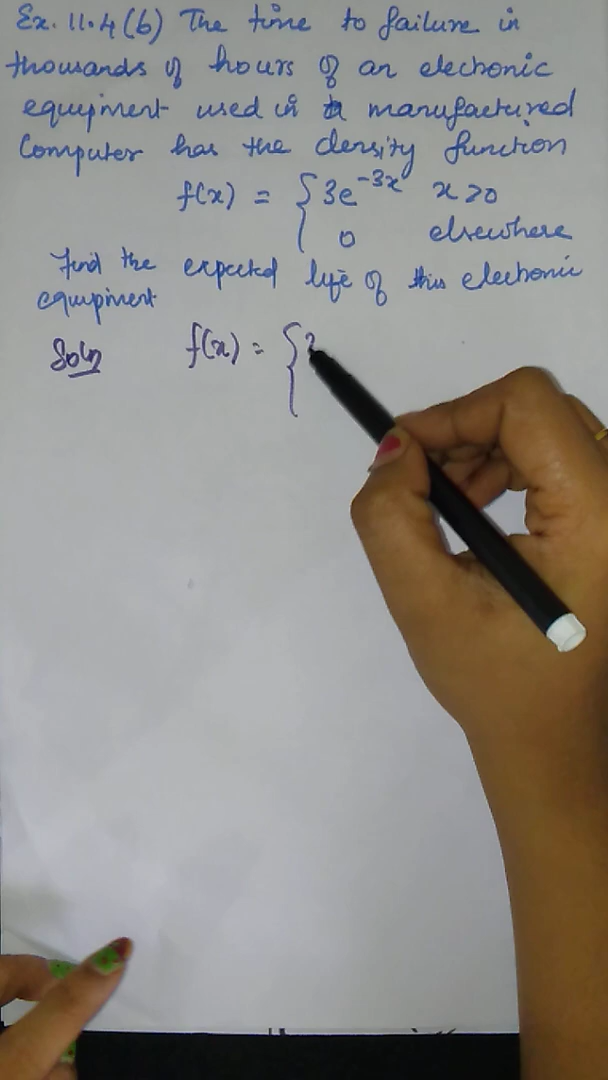 Ex. 11.4 (6) The time to failure in
thousands of hours of an electronic
equipment used in a manufactured
Computer has the density function
f(x) = { 3e^{-3x} x > 0
0 elsewhere
Find the expected life of this electronic
equipment
Soln f(x) = {